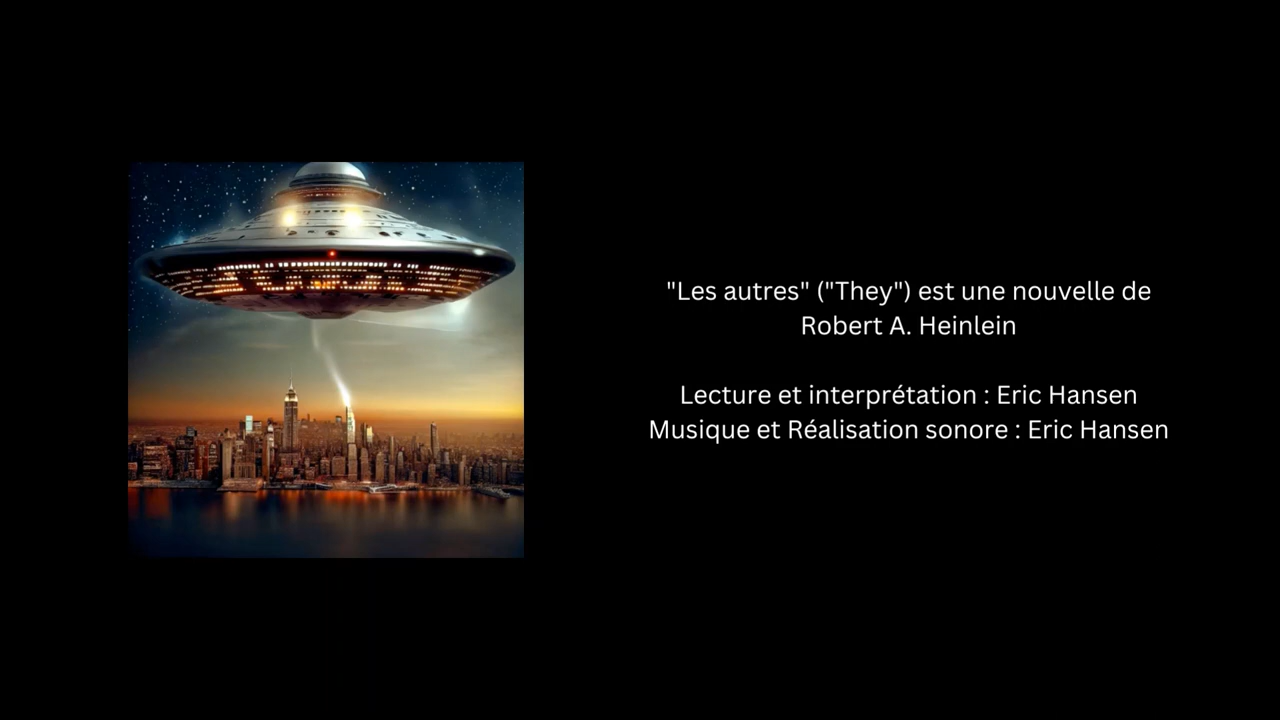 "Les autres" ("They") est une nouvelle de
Robert A. Heinlein
Lecture et interprétation : Eric Hansen
Musique et Réalisation sonore : Eric Hansen